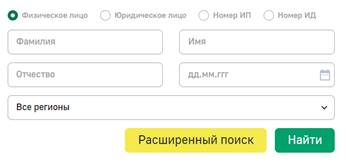 Физическое лицо Юридическое лицо Номер ИП Номер ИД
Фамилия Имя
Отчество дд.мм.ггг
Все регионы
Расширенный поиск Найти